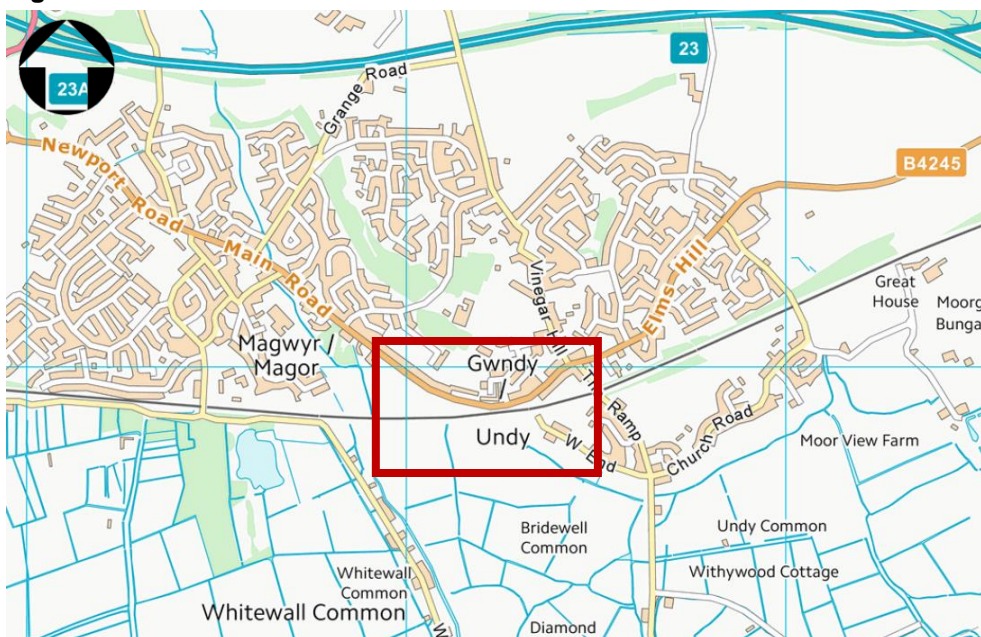 23
23A
Grange Road
Newport Road
B4245
Main Road
Vinegar Hill
Elms Hill
Great
House
Magwyr /
Magor
Gwndy
/
Undy
The Ramp
W End
Church Road
Moor View Farm
Bridewell
Common
Undy Common
Whitewall
Common
Withywood Cottage
Whitewall Common
Diamond